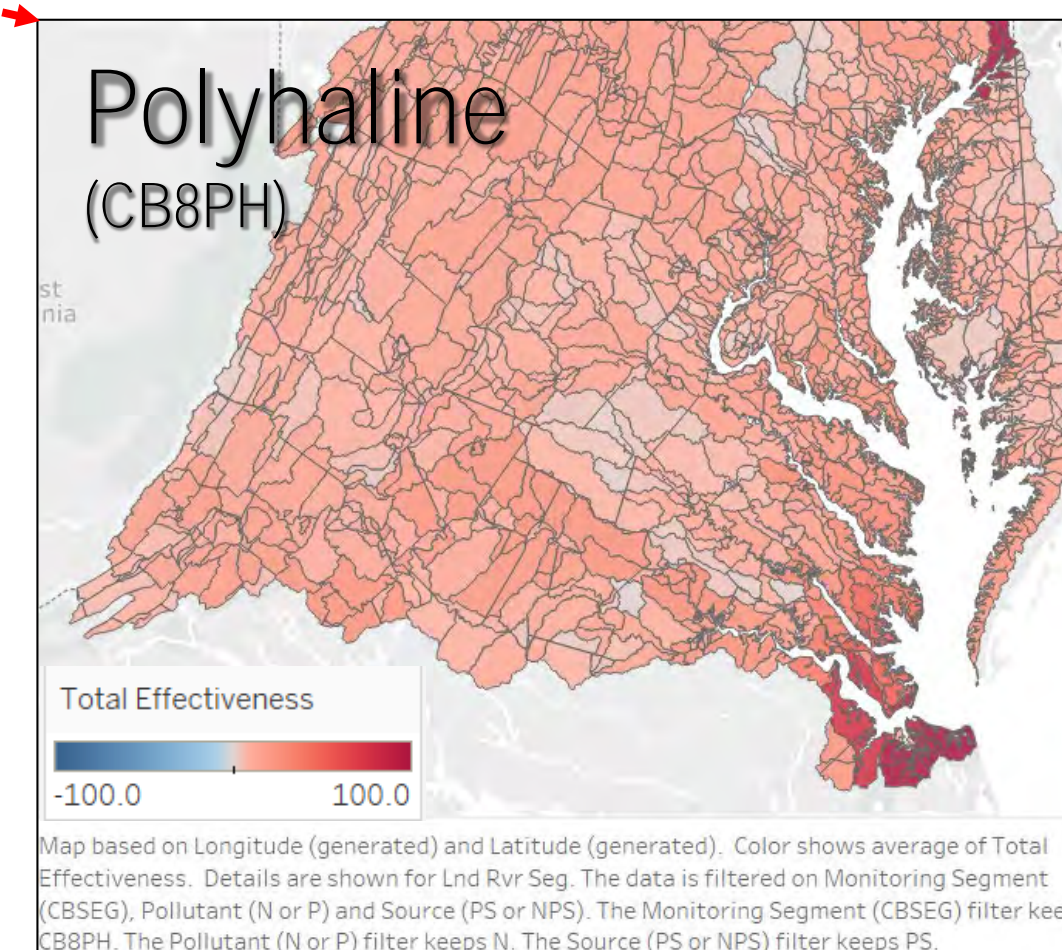 Polyhaline
(CB8PH)
st
nia
Total Effectiveness
-100.0 100.0
Map based on Longitude (generated) and Latitude (generated). Color shows average of Total
Effectiveness. Details are shown for Lnd Rvr Seg. The data is filtered on Monitoring Segment
(CBSEG), Pollutant (N or P) and Source (PS or NPS). The Monitoring Segment (CBSEG) filter kee
CB8PH. The Pollutant (N or P) filter keeps N. The Source (PS or NPS) filter keeps PS.